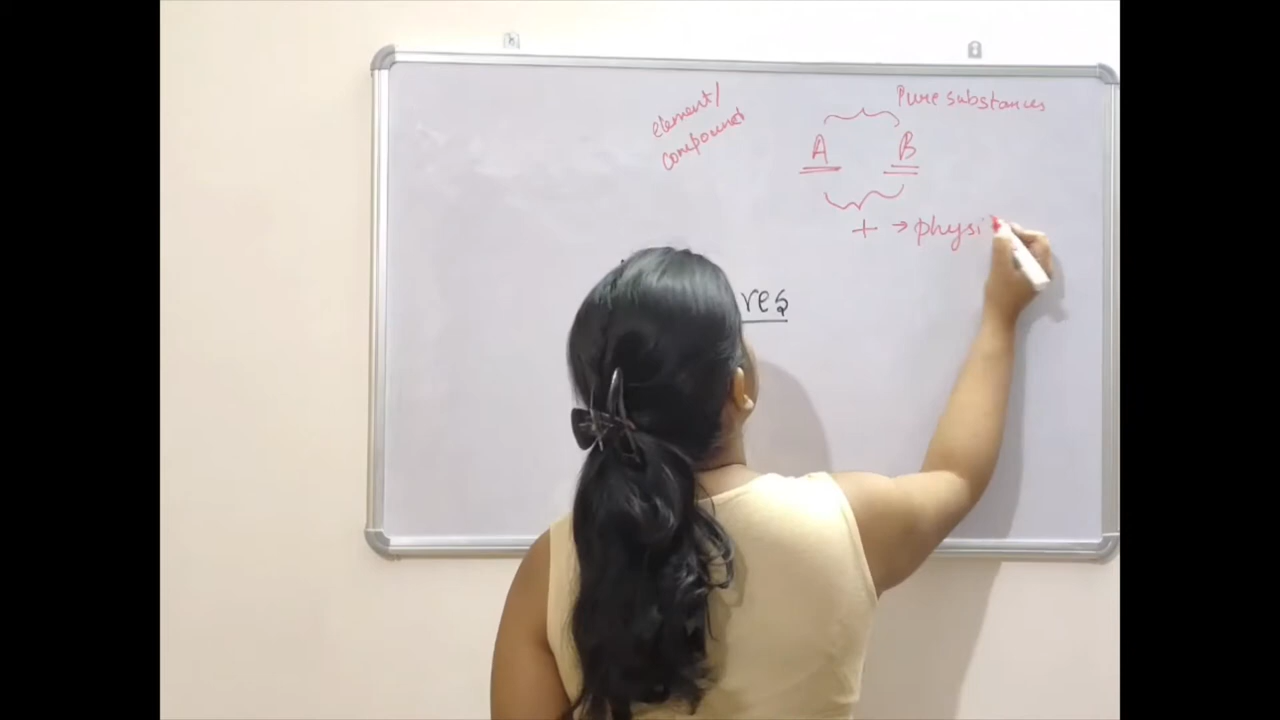 element/
compound
Pure substances
A B
+ → physi
res